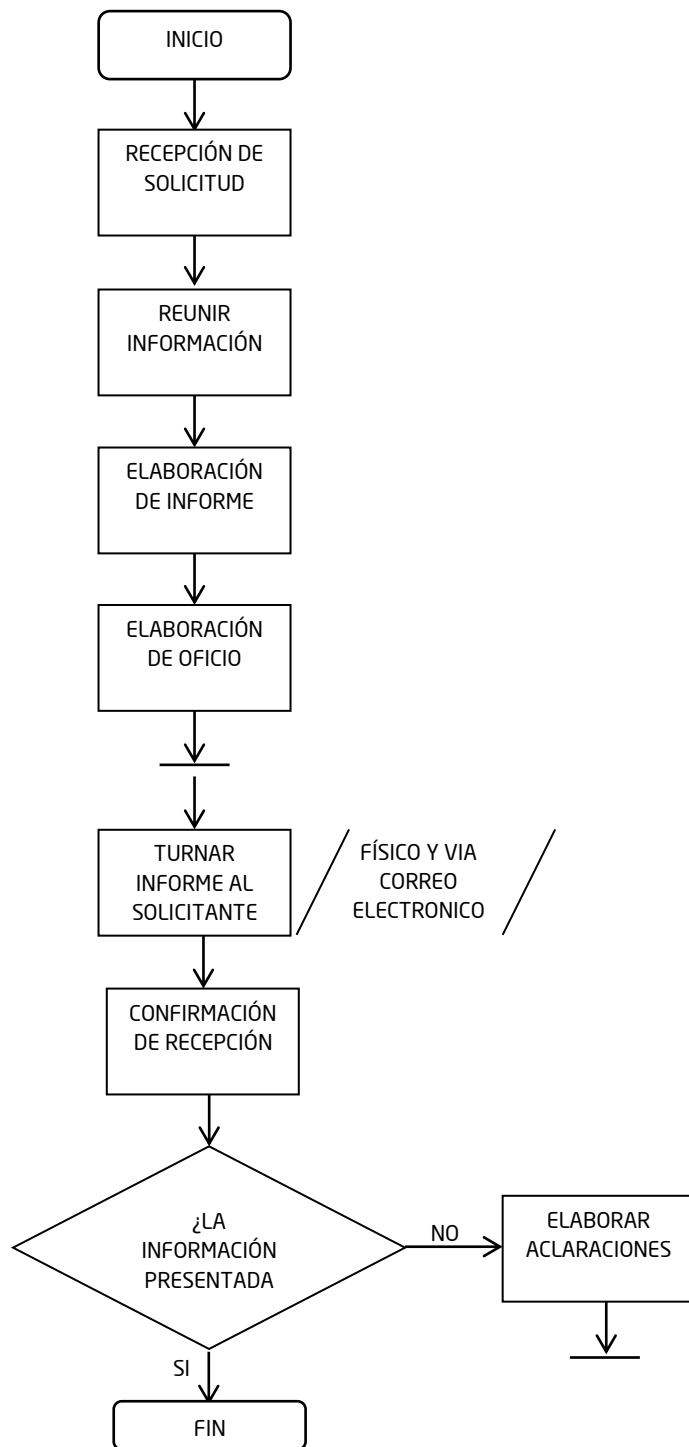 INICIO
RECEPCIÓN DE
SOLICITUD
REUNIR
INFORMACIÓN
ELABORACIÓN
DE INFORME
ELABORACIÓN
DE OFICIO
TURNAR
INFORME AL
SOLICITANTE
FÍSICO Y VIA
CORREO
ELECTRONICO
CONFIRMACIÓN
DE RECEPCIÓN
¿LA
INFORMACIÓN
PRESENTADA
NO
ELABORAR
ACLARACIONES
SI
FIN